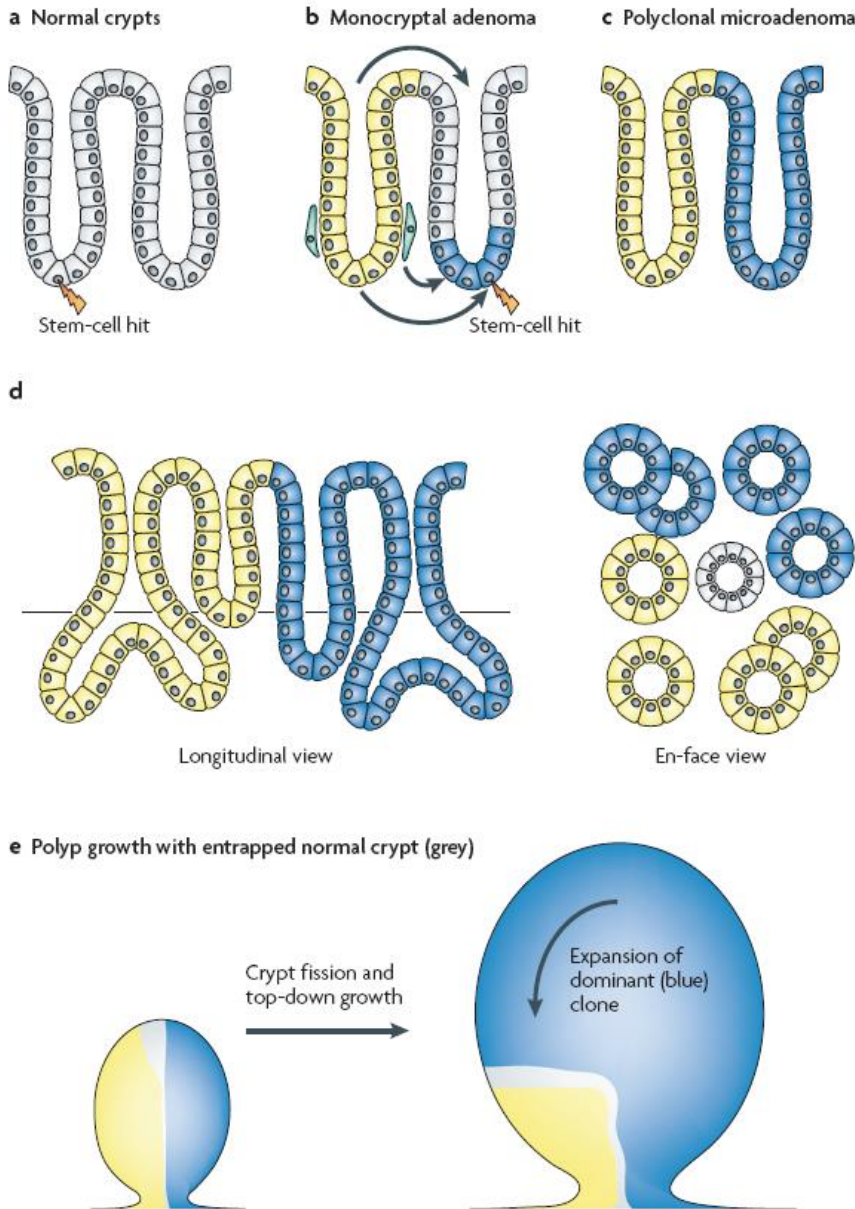 a Normal crypts
b Monocryptal adenoma
c Polyclonal microadenoma
Stem-cell hit
Stem-cell hit
d
Longitudinal view
En-face view
e Polyp growth with entrapped normal crypt (grey)
Crypt fission and
top-down growth
Expansion of
dominant (blue)
clone